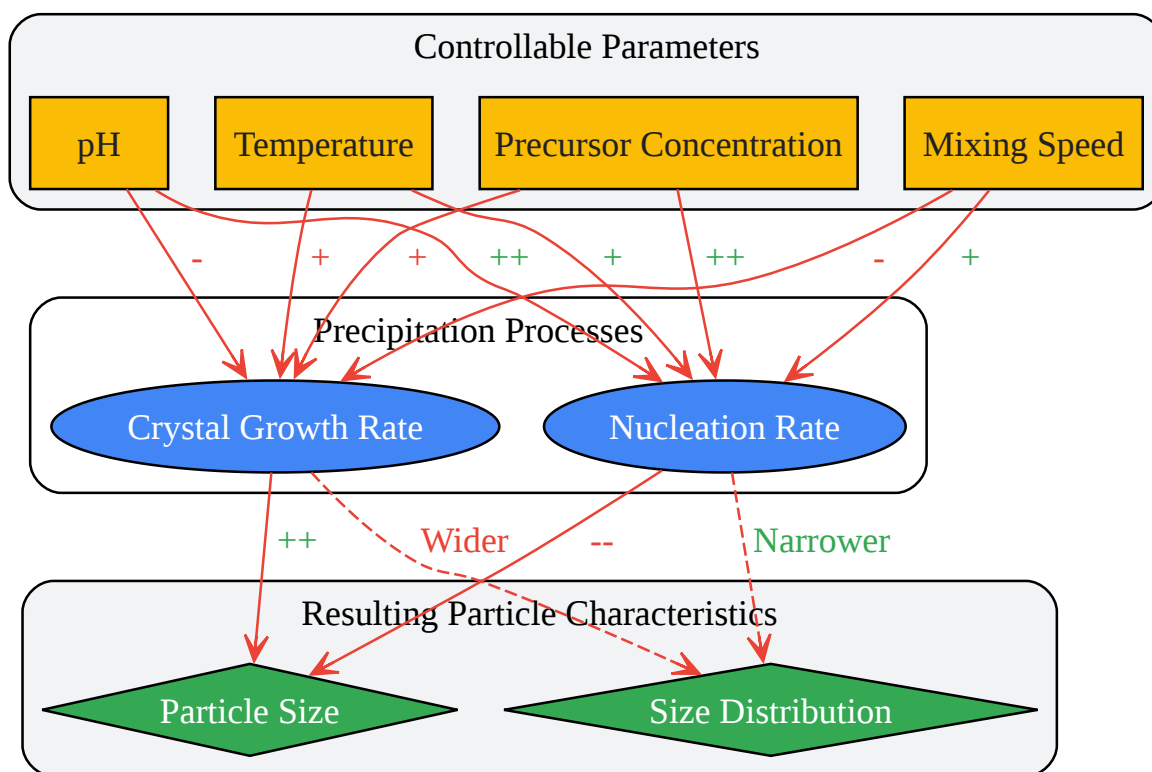 Controllable Parameters
pH
Temperature
Precursor Concentration
Mixing Speed
-
+
+
++
+
++
-
+
Precipitation Processes
Crystal Growth Rate
Nucleation Rate
++
Wider
--
Narrower
Resulting Particle Characteristics
Particle Size
Size Distribution